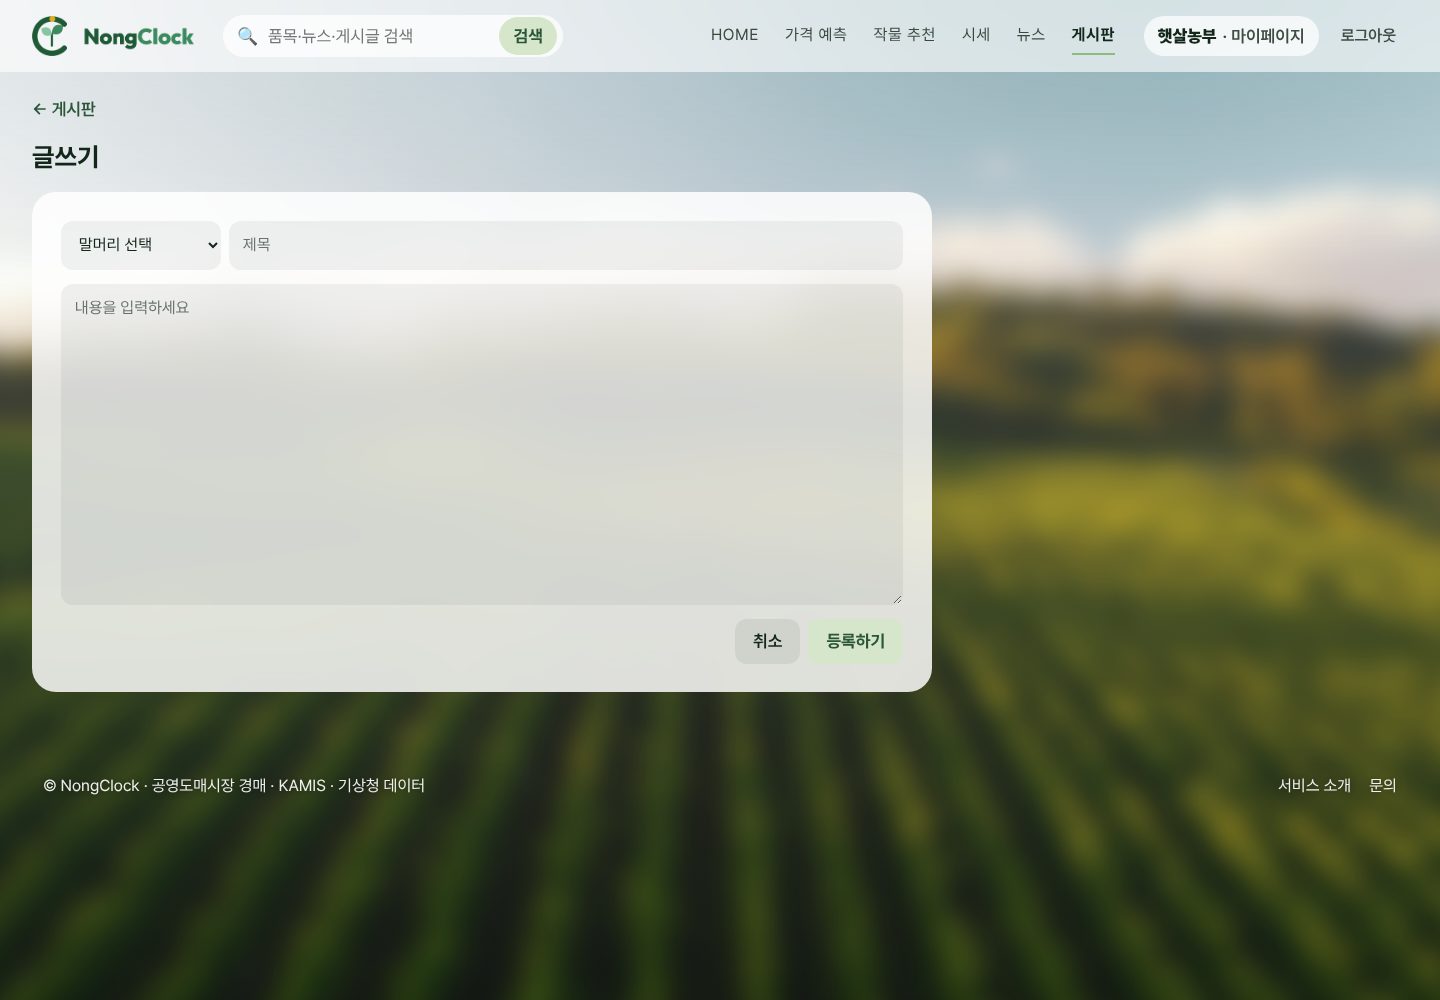 NongClock
품목·뉴스·게시글 검색
검색
HOME
가격 예측
작물 추천
시세
뉴스
게시판
햇살농부 · 마이페이지
로그아웃
← 게시판
글쓰기
말머리 선택
제목
내용을 입력하세요
취소
등록하기
© NongClock · 공영도매시장 경매 · KAMIS · 기상청 데이터
서비스 소개
문의